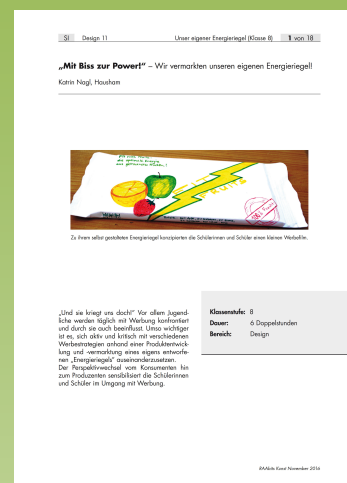 SI Design 11 Unser eigener Energieriegel (Klasse 8) 1 von 18
„Mit Biss zur Power!“ – Wir vermarkten unseren eigenen Energieriegel!
Katrin Nagl, Hausham
FRUITS
Zu ihrem selbst gestalteten Energieriegel konzipierten die Schülerinnen und Schüler einen kleinen Werbefilm.
„Und sie kriegt uns doch!“ Vor allem Jugend-
liche werden täglich mit Werbung konfrontiert
und durch sie auch beeinflusst. Umso wichtiger
ist es, sich aktiv und kritisch mit verschiedenen
Werbestrategien anhand einer Produktentwick-
lung und -vermarktung eines eigens entworfe-
nen „Energieriegels“ auseinanderzusetzen.
Der Perspektivwechsel vom Konsumenten hin
zum Produzenten sensibilisiert die Schülerinnen
und Schüler im Umgang mit Werbung.
Klassenstufe: 8
Dauer: 6 Doppelstunden
Bereich: Design
RAAbits Kunst November 2016